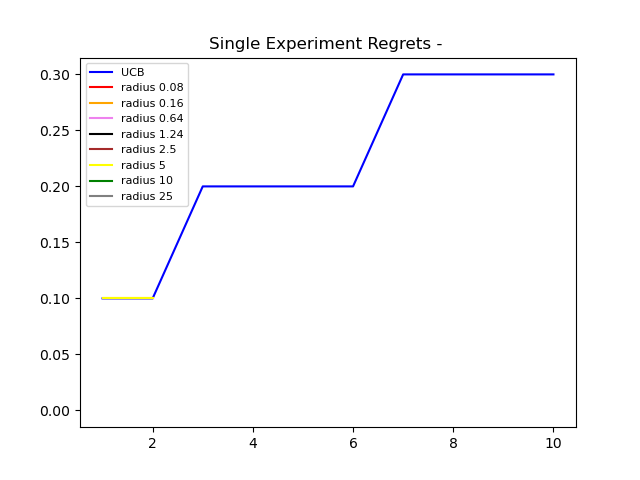 Single Experiment Regrets -
0.30
0.25
0.20
0.15
0.10
0.05
0.00
UCB
radius 0.08
radius 0.16
radius 0.64
radius 1.24
radius 2.5
radius 5
radius 10
radius 25
2 4 6 8 10